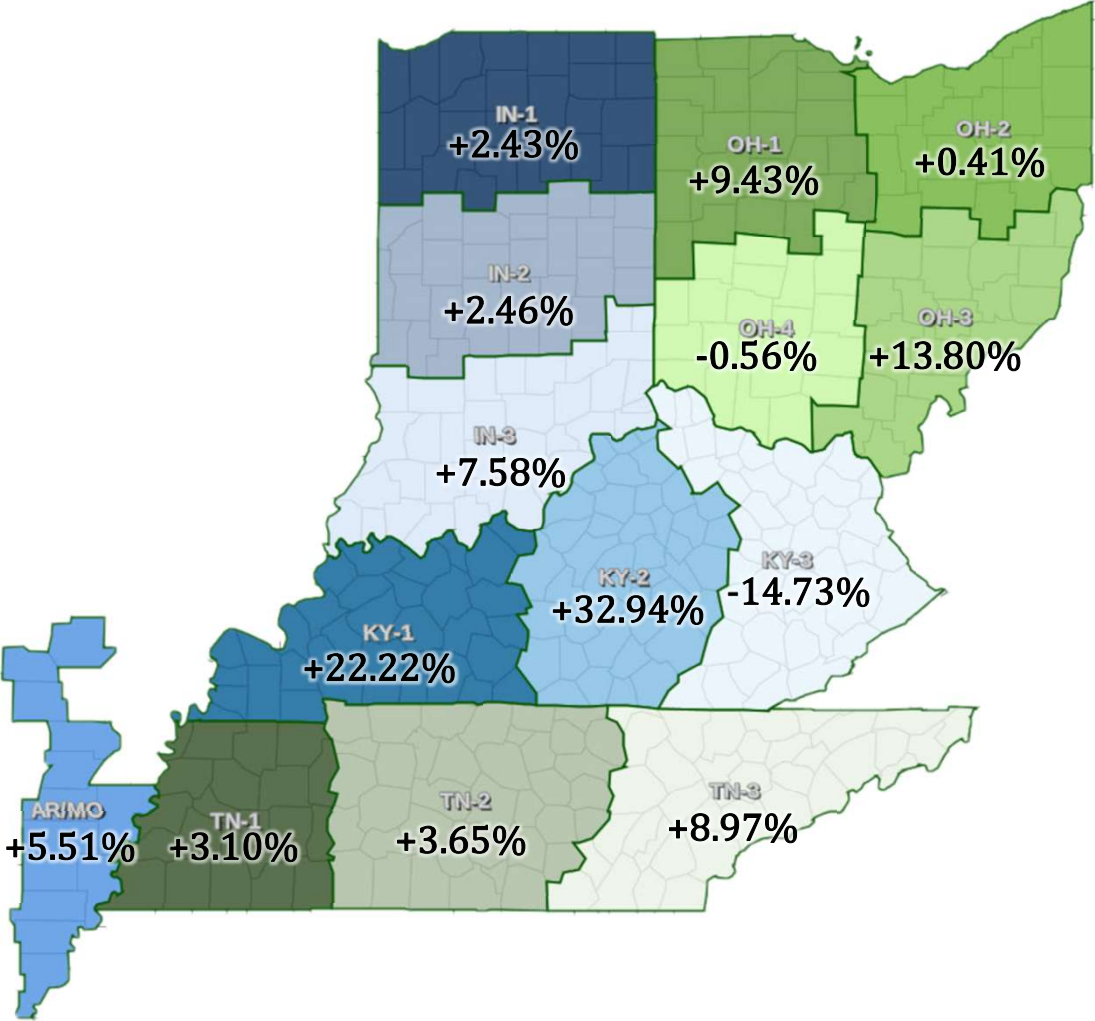 IN-1
+2.43%
OH-1
+9.43%
OH-2
+0.41%
IN-2
+2.46%
OH-4
-0.56%
OH-3
+13.80%
IN-3
+7.58%
KY-3
-14.73%
KY-2
+32.94%
KY-1
+22.22%
AR/MO
+5.51%
TN-1
+3.10%
TN-2
+3.65%
TN-3
+8.97%